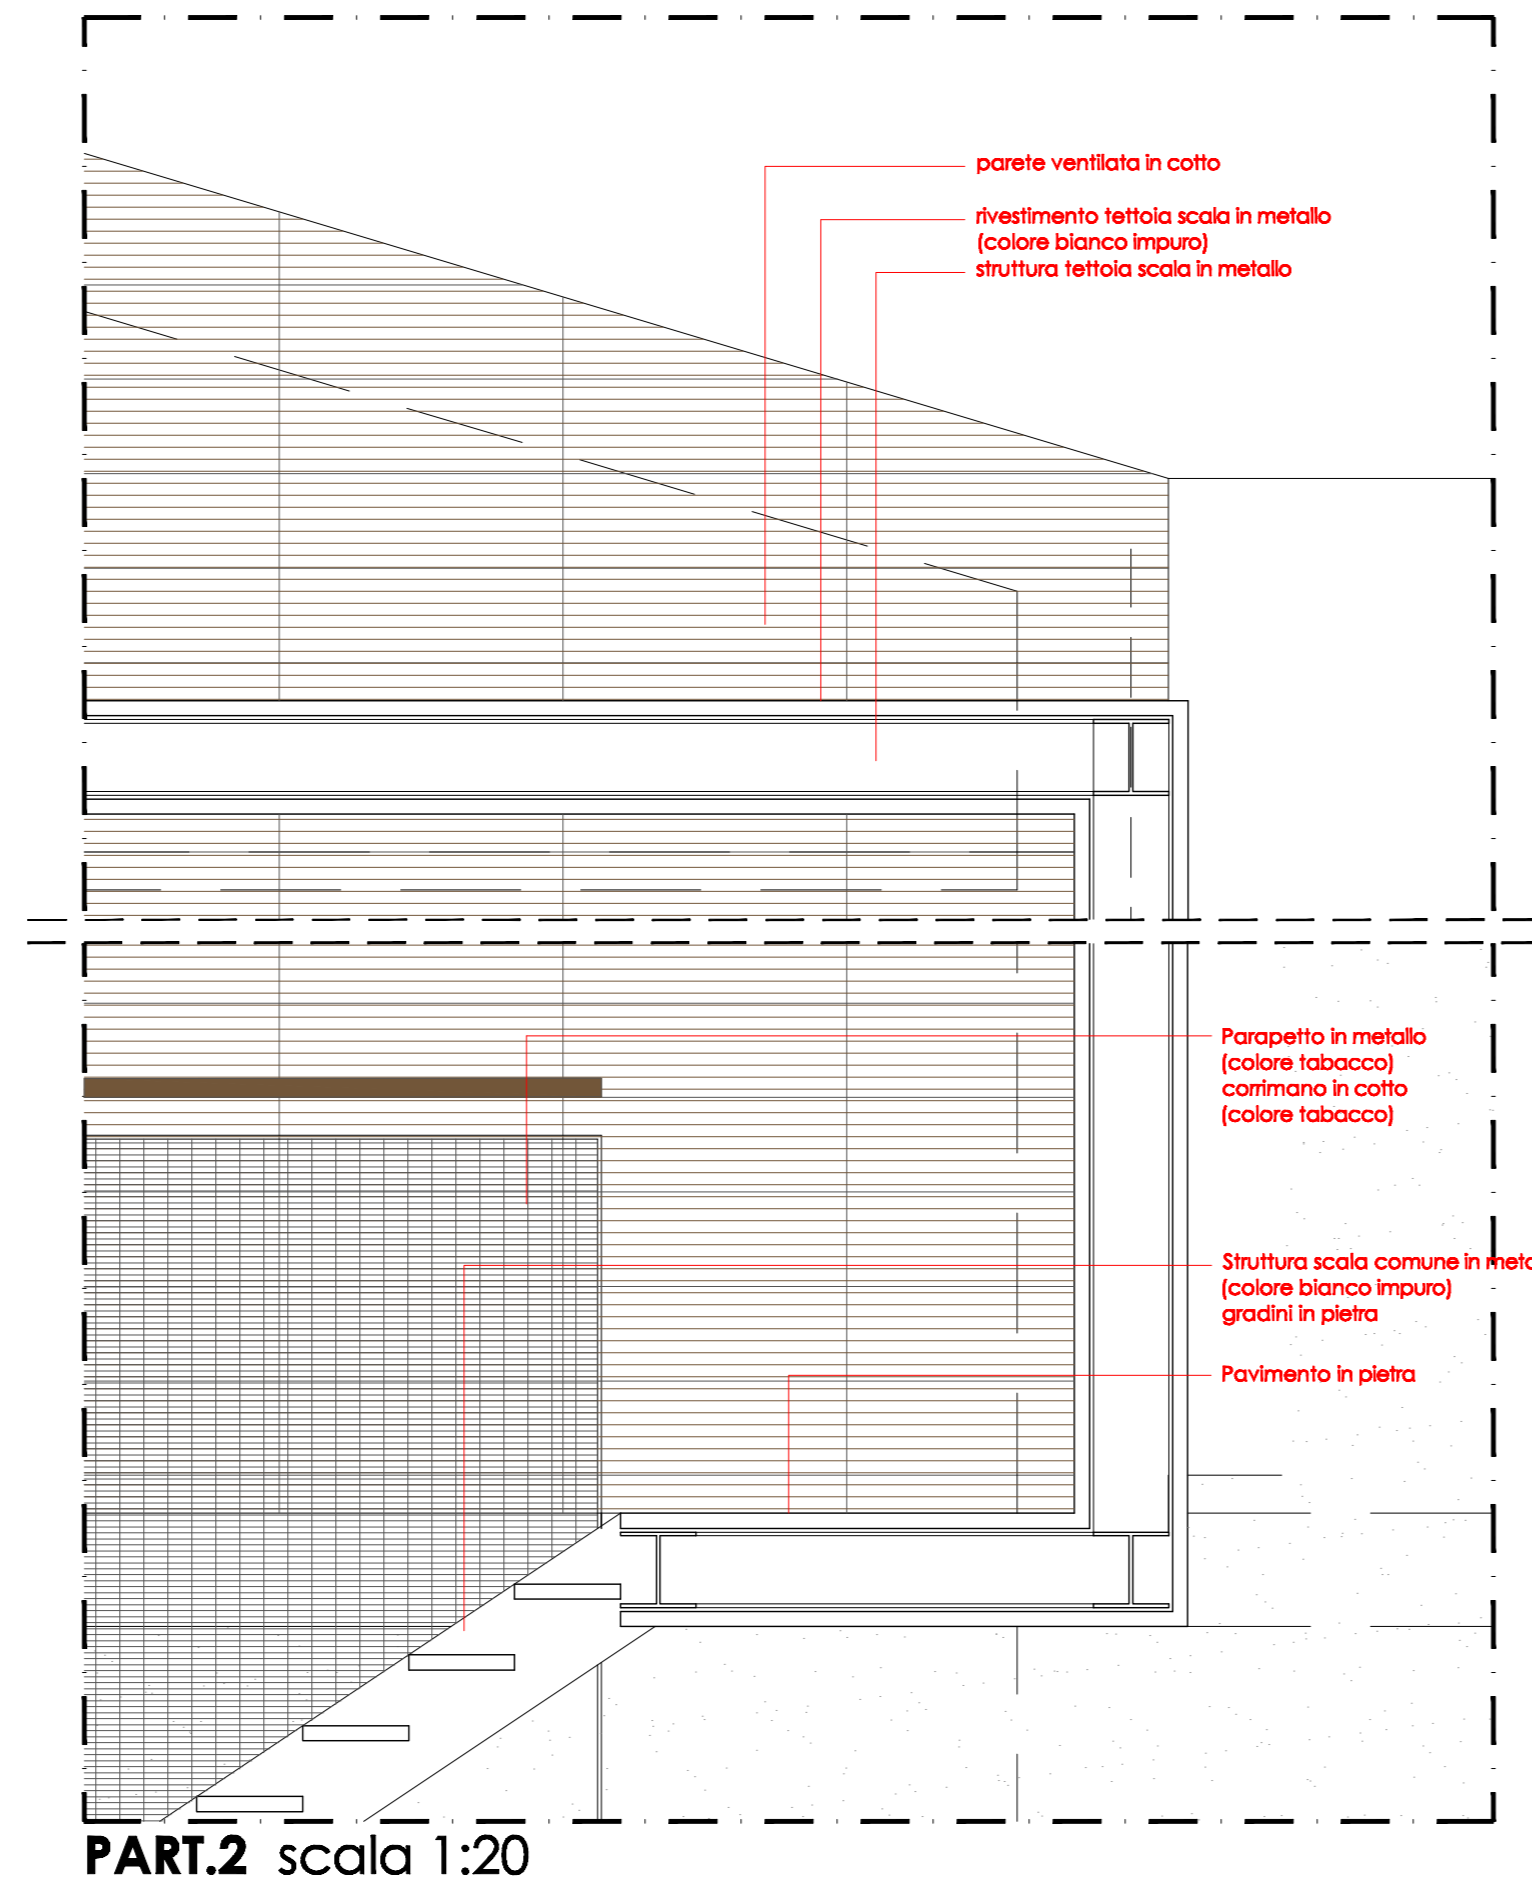 parete ventilata in cotto
rivestimento tettoia scala in metallo
(colore bianco impuro)
struttura tettoia scala in metallo
Parapetto in metallo
(colore tabacco)
corrimano in cotto
(colore tabacco)
Struttura scala comune in
(colore bianco impuro)
gradini in pietra
Pavimento in pietra
PART.2 scala 1:20